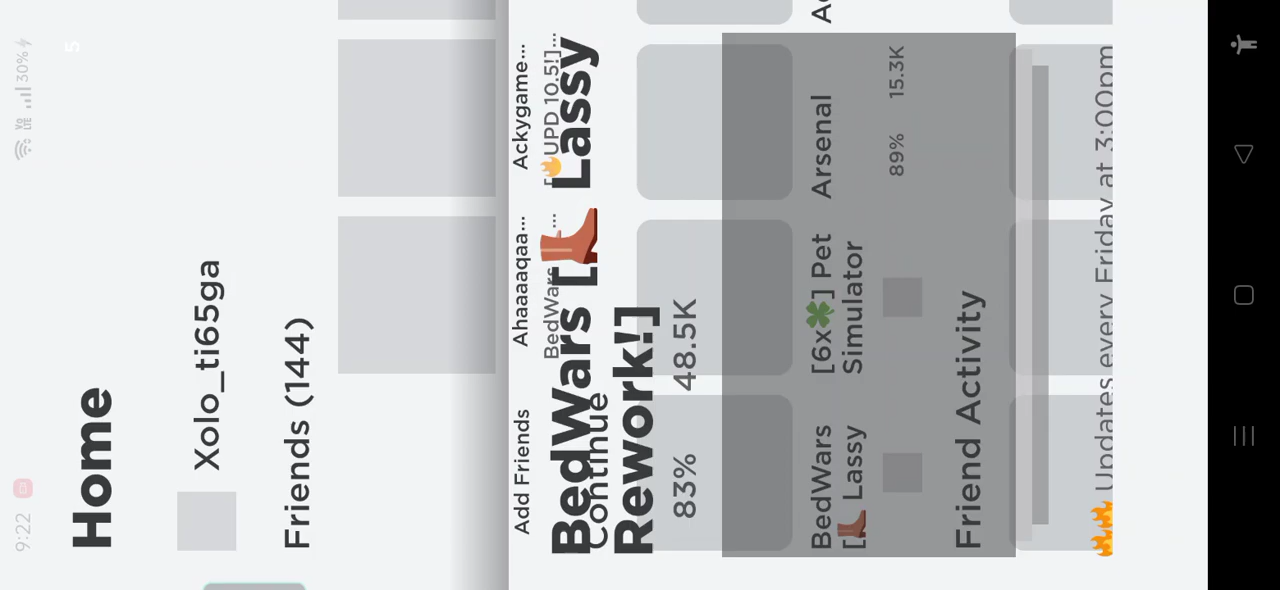 9:22
30%
5
Home
Xolo_ti65ga
Friends (144)
Add Friends
Ahaaaaqaa...
Ackygame...
BedWars ...
[🔥UPD 10.5!]...
Continue
BedWars [👢 Lassy
Rework!]
83% 48.5K
BedWars
[👢 Lassy
[6x🍀] Pet
Simulator
Arsenal
89% 15.3K
Friend Activity
🔥🔥 Updates every Friday at 3:00pm